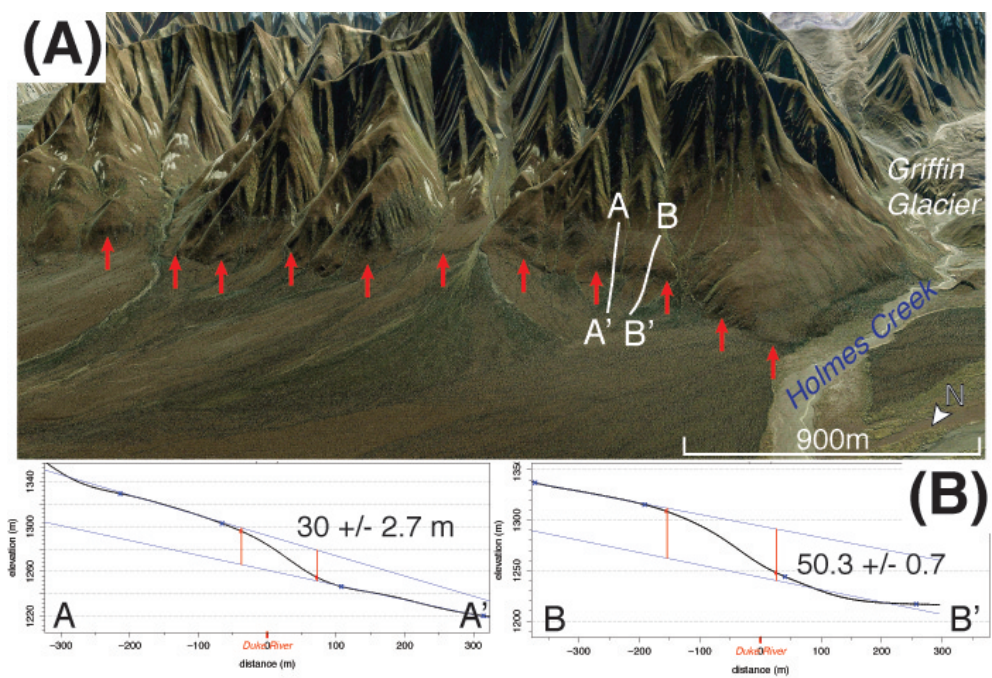 (A)
Griffin
Glacier
A
B
A' B'
Holmes Creek
N
900m
(B)
30 +/- 2.7 m
50.3 +/- 0.7
1340
1300
1260
1220
elevation (m)
A
A'
−300 −200 −100 0 100 200 300
Duke River
distance (m)
1350
1300
1250
1200
elevation (m)
B
B'
−300 −200 −100 0 100 200 300
Duke River
distance (m)